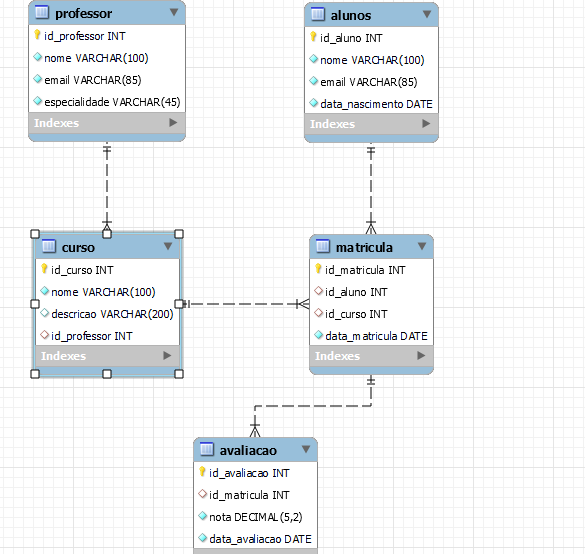 professor
id_professor INT
nome VARCHAR(100)
email VARCHAR(85)
especialidade VARCHAR(45)
Indexes
alunos
id_aluno INT
nome VARCHAR(100)
email VARCHAR(85)
data_nascimento DATE
Indexes
curso
id_curso INT
nome VARCHAR(100)
descricao VARCHAR(200)
id_professor INT
Indexes
matricula
id_matricula INT
id_aluno INT
id_curso INT
data_matricula DATE
Indexes
avaliacao
id_avaliacao INT
id_matricula INT
nota DECIMAL(5,2)
data_avaliacao DATE